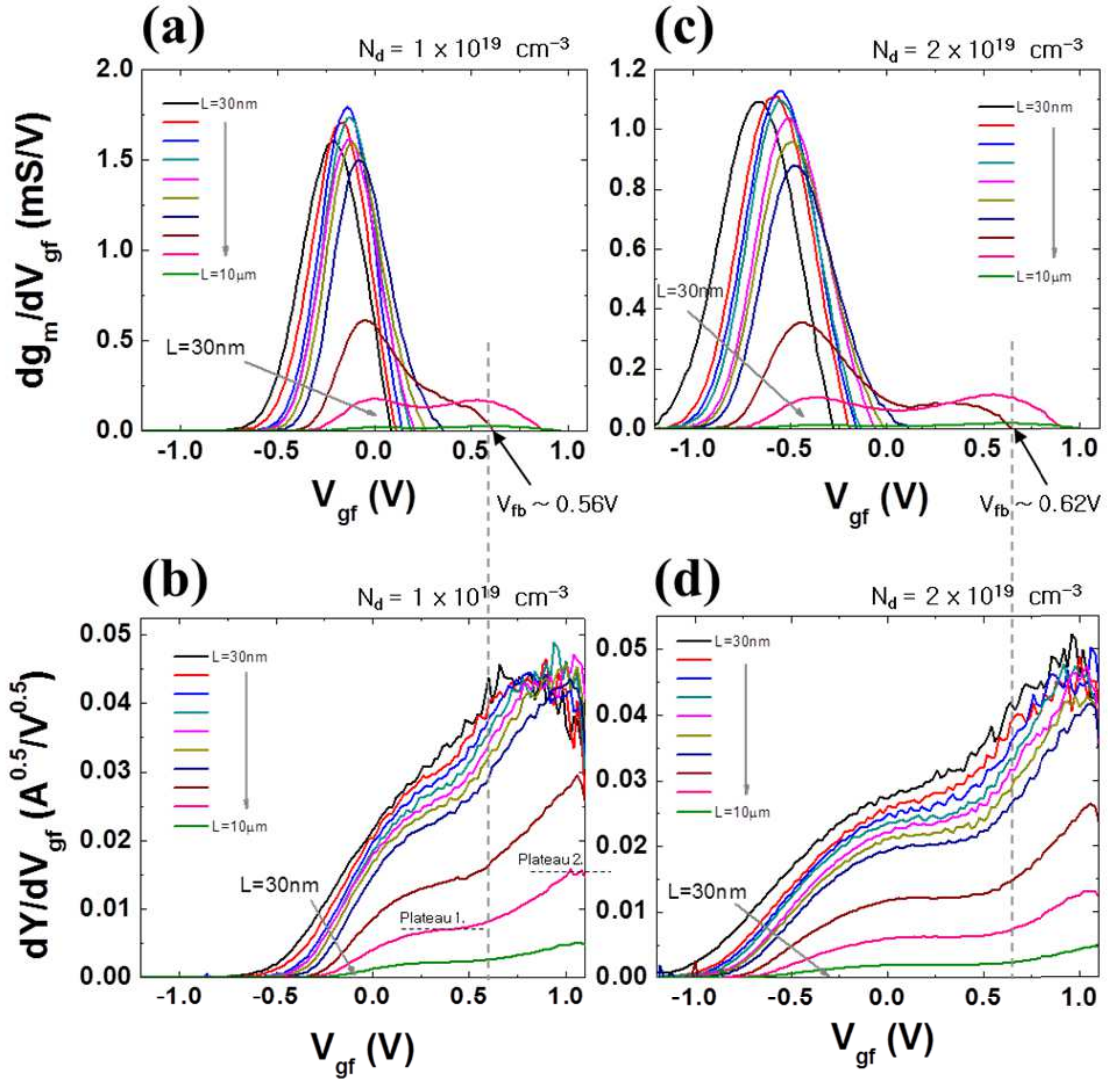 (a)
N_d = 1 × 10^19 cm^−3
dg_m/dV_gf (mS/V)
2.0
1.5
1.0
0.5
0.0
L=30nm
L=10μm
L=30nm
-1.0
-0.5
0.0
0.5
1.0
V_gf (V)
V_fb ~ 0.56V
(c)
N_d = 2 × 10^19 cm^−3
1.2
1.0
0.8
0.6
0.4
0.2
0.0
L=30nm
L=10μm
L=30nm
-1.0
-0.5
0.0
0.5
1.0
V_gf (V)
V_fb ~ 0.62V
(b)
N_d = 1 × 10^19 cm^−3
dY/dV_gf (A^0.5/V^0.5)
0.05
0.04
0.03
0.02
0.01
0.00
L=30nm
L=10μm
L=30nm
Plateau 2.
Plateau 1.
-1.0
-0.5
0.0
0.5
1.0
V_gf (V)
(d)
N_d = 2 × 10^19 cm^−3
0.05
0.04
0.03
0.02
0.01
0.00
L=30nm
L=10μm
L=30nm
-1.0
-0.5
0.0
0.5
1.0
V_gf (V)